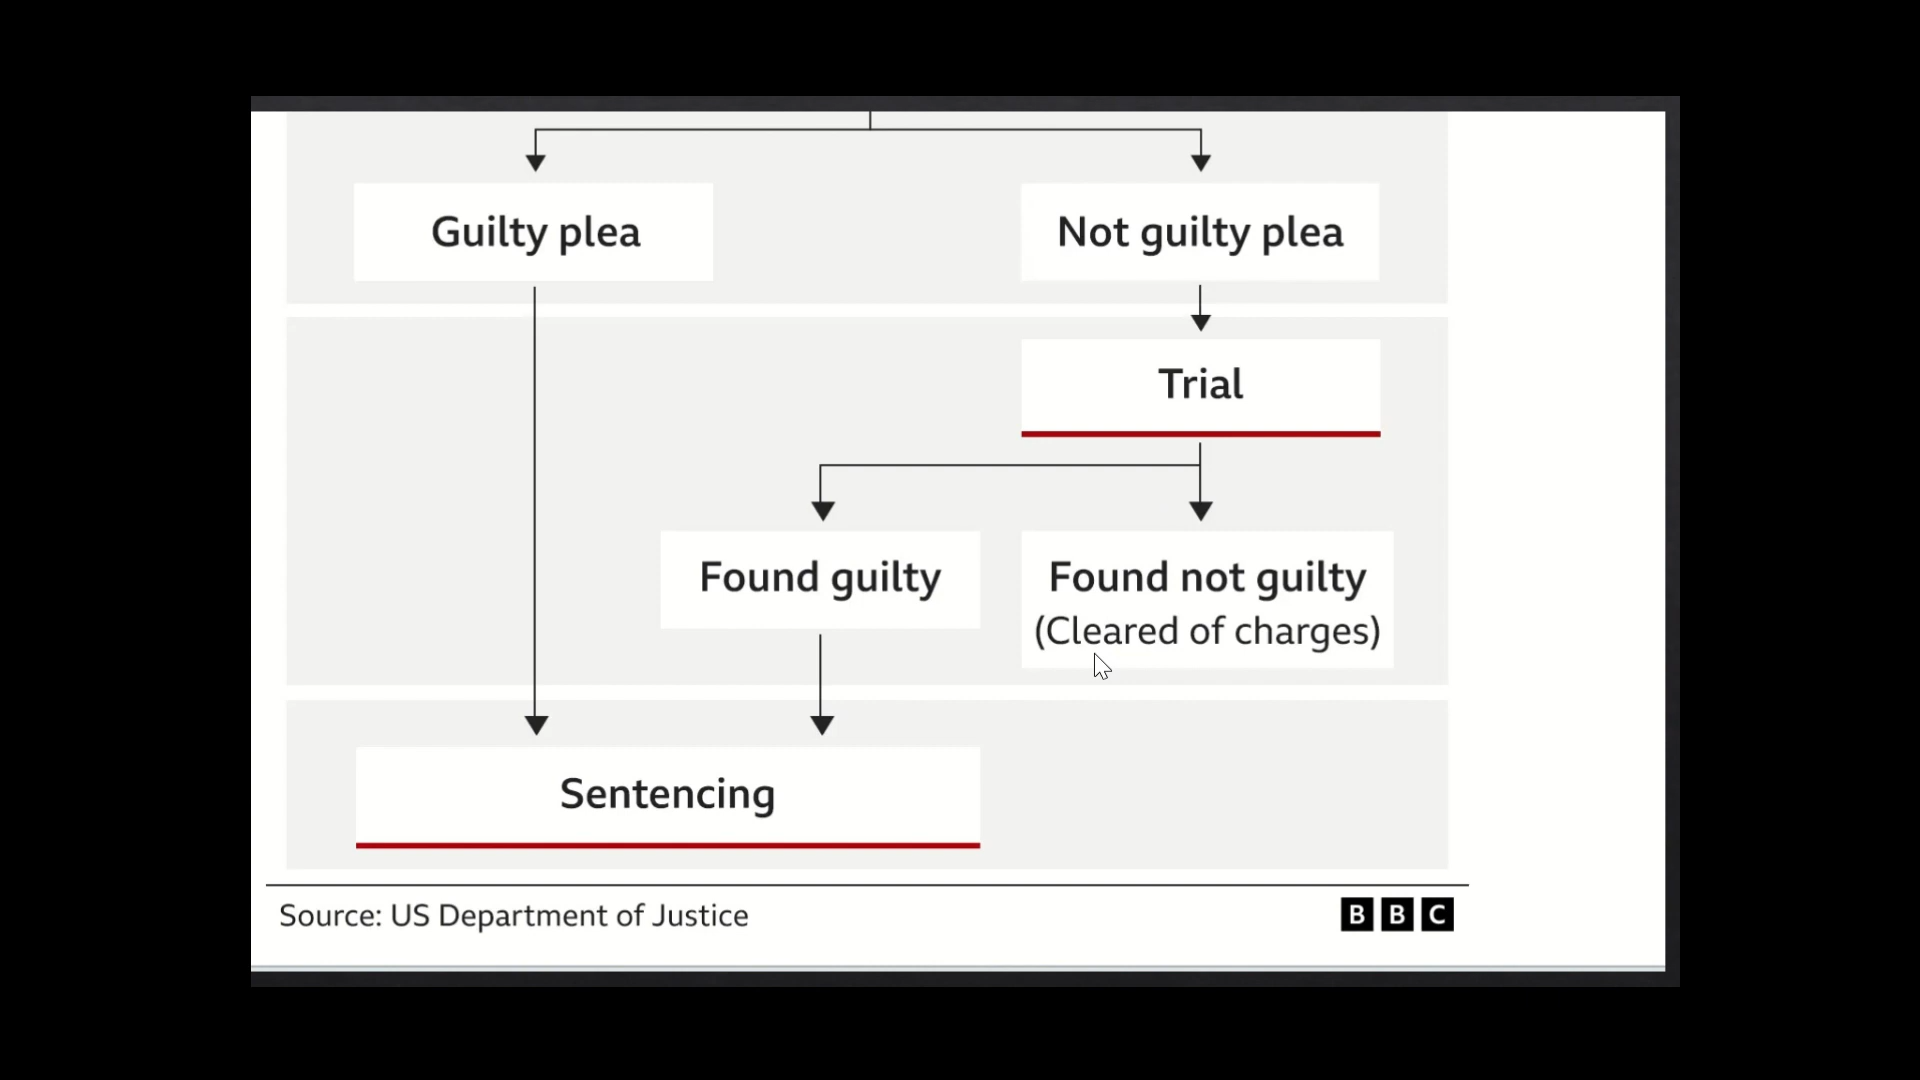 Guilty plea
Not guilty plea
Trial
Found guilty
Found not guilty
(Cleared of charges)
Sentencing
Source: US Department of Justice
BBC